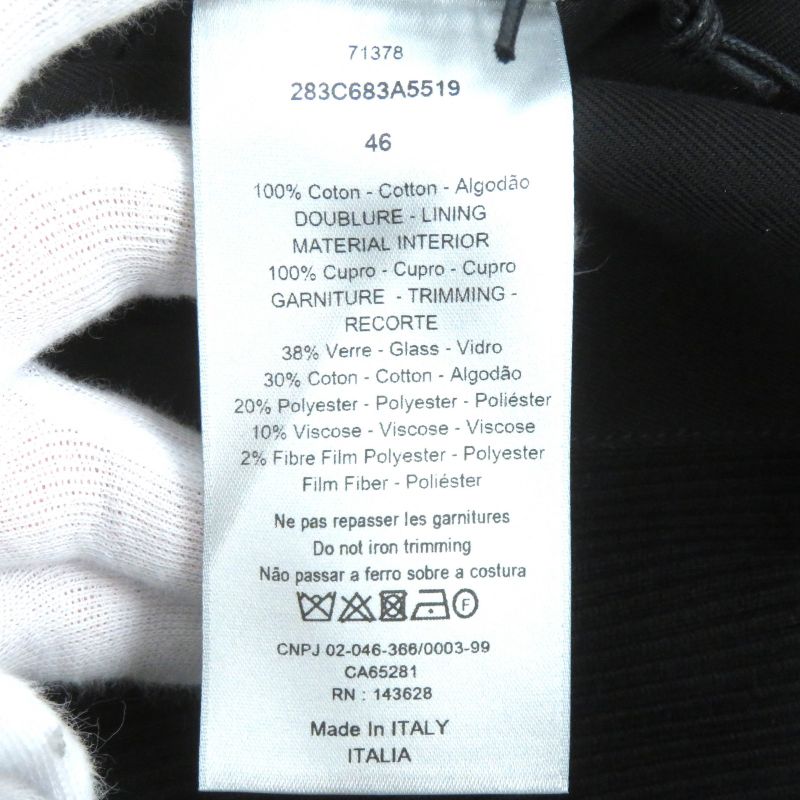 71378
283C683A5519
46
100% Coton - Cotton - Algodão
DOUBLURE - LINING
MATERIAL INTERIOR
100% Cupro - Cupro - Cupro
GARNITURE - TRIMMING -
RECORTE
38% Verre - Glass - Vidro
30% Coton - Cotton - Algodão
20% Polyester - Polyester - Poliéster
10% Viscose - Viscose - Viscose
2% Fibre Film Polyester - Polyester
Film Fiber - Poliéster
Ne pas repasser les garnitures
Do not iron trimming
Não passar a ferro sobre a costura
F
CNPJ 02-046-366/0003-99
CA65281
RN : 143628
Made In ITALY
ITALIA